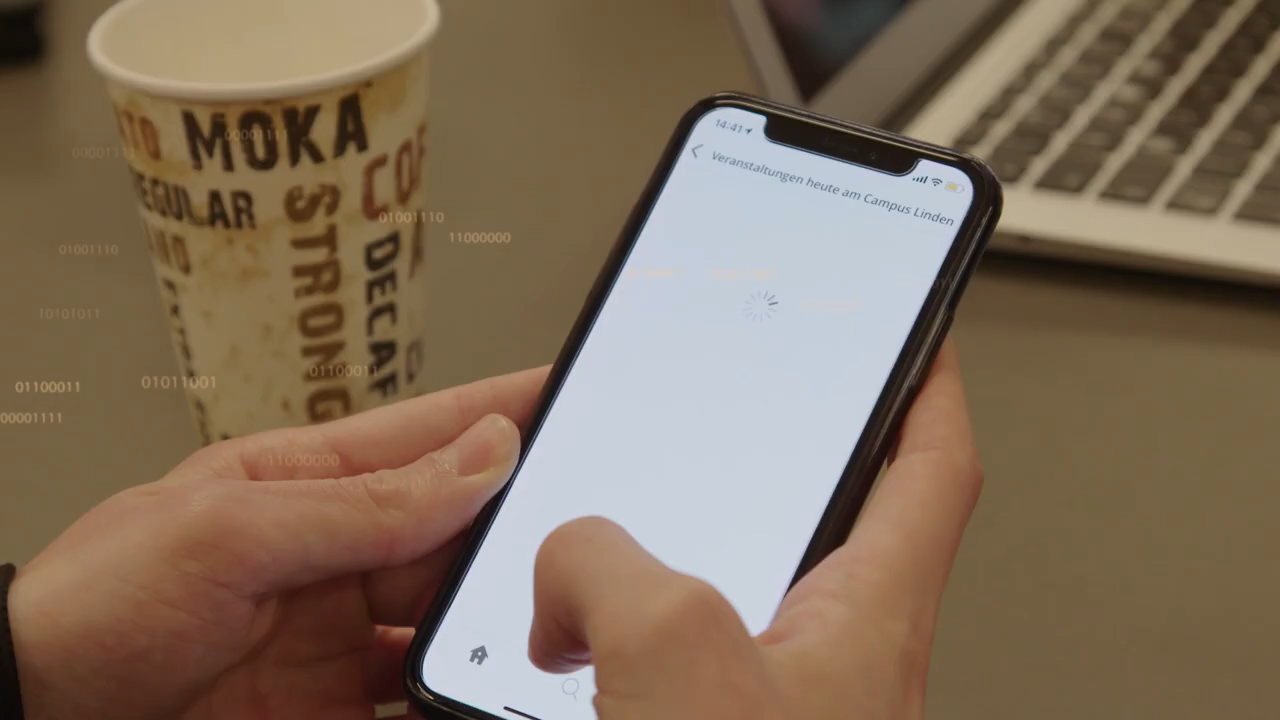 MOKA
REGULAR
STRONG
DECAF
00001111
00001111
01001110
11000000
01001110
10101011
01100011
01011001
01100011
00001111
11000000
14:41
Veranstaltungen heute am Campus Linden